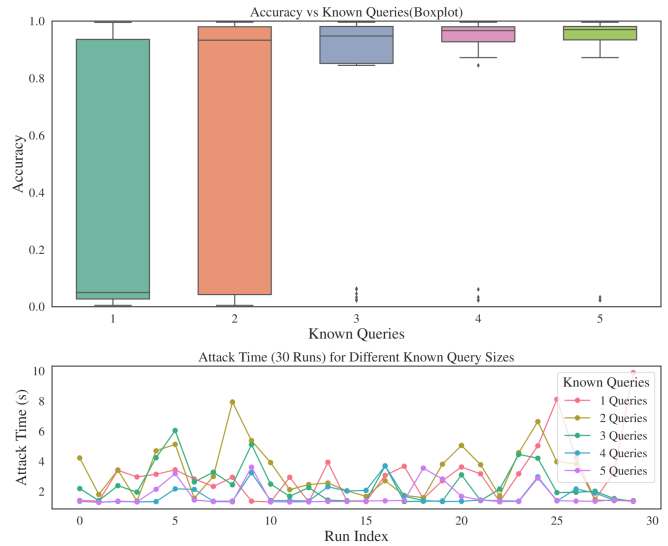 Accuracy vs Known Queries(Boxplot)
1.0
0.8
0.6
0.4
0.2
0.0
Accuracy
1 2 3 4 5
Known Queries
Attack Time (30 Runs) for Different Known Query Sizes
10
8
6
4
2
Attack Time (s)
Known Queries
1 Queries
2 Queries
3 Queries
4 Queries
5 Queries
0 5 10 15 20 25 30
Run Index